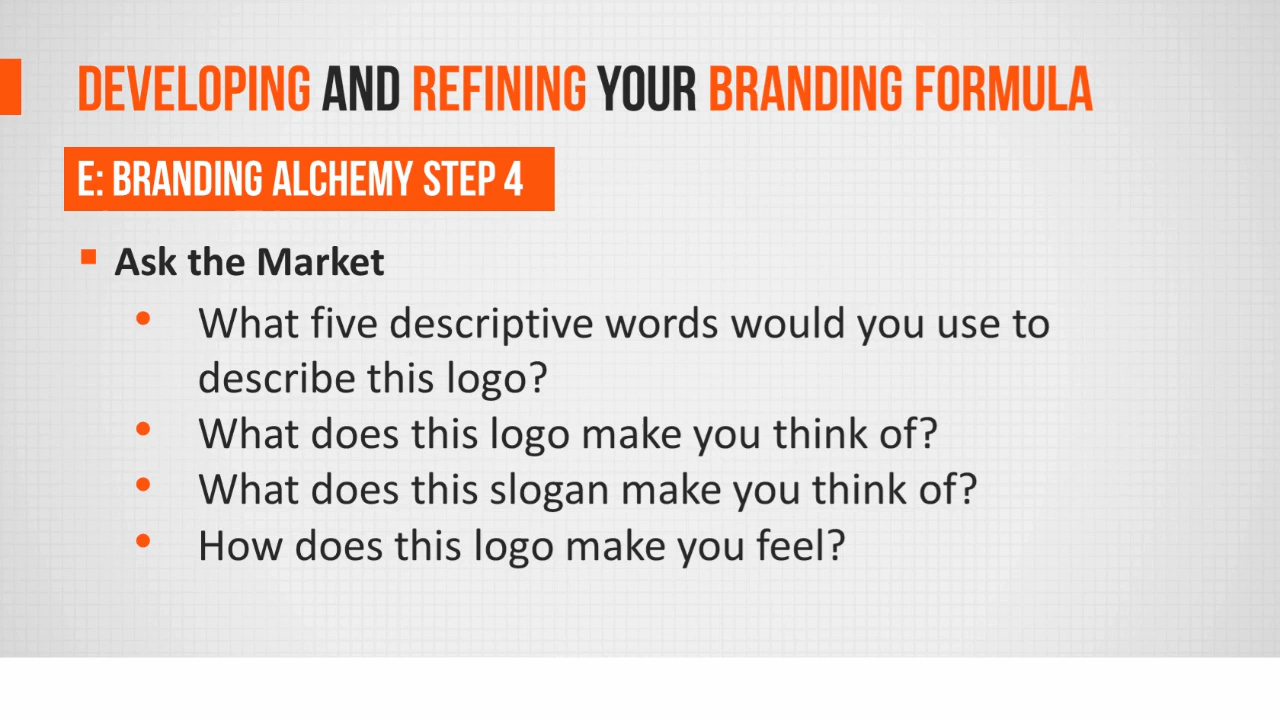 DEVELOPING AND REFINING YOUR BRANDING FORMULA
E: BRANDING ALCHEMY STEP 4
Ask the Market
What five descriptive words would you use to
describe this logo?
What does this logo make you think of?
What does this slogan make you think of?
How does this logo make you feel?